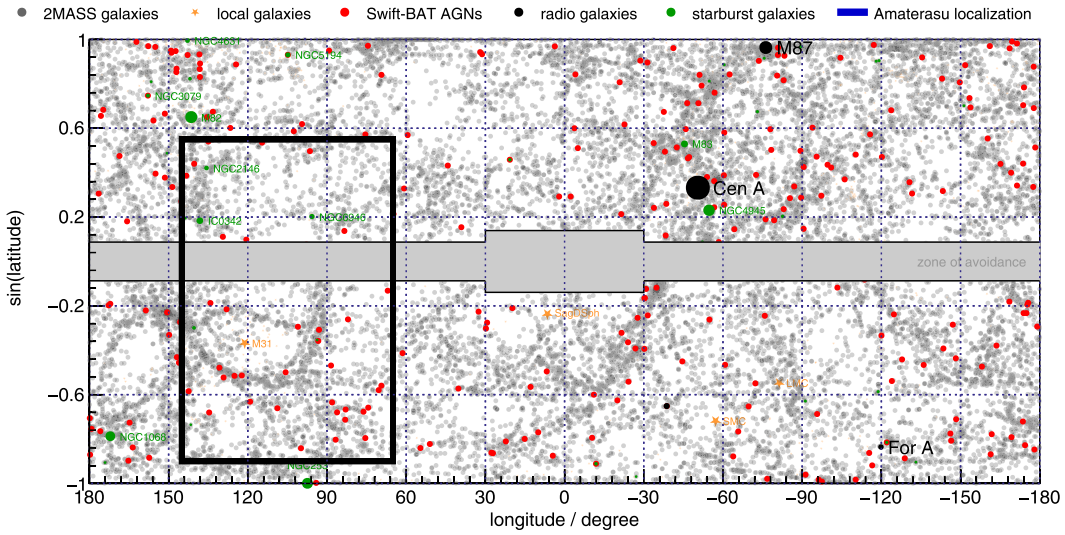 2MASS galaxies local galaxies Swift-BAT AGNs radio galaxies starburst galaxies Amaterasu localization
1
NGC4631
NGC5194
M87
NGC3079
M82
0.6
M83
NGC2146
Cen A
IC0342
NGC6946
NGC4945
0.2
zone of avoidance
sin(latitude)
−0.2
SagDSph
M31
LMC
−0.6
SMC
NGC1068
For A
NGC253
−1
180 150 120 90 60 30 0 −30 −60 −90 −120 −150 −180
longitude / degree